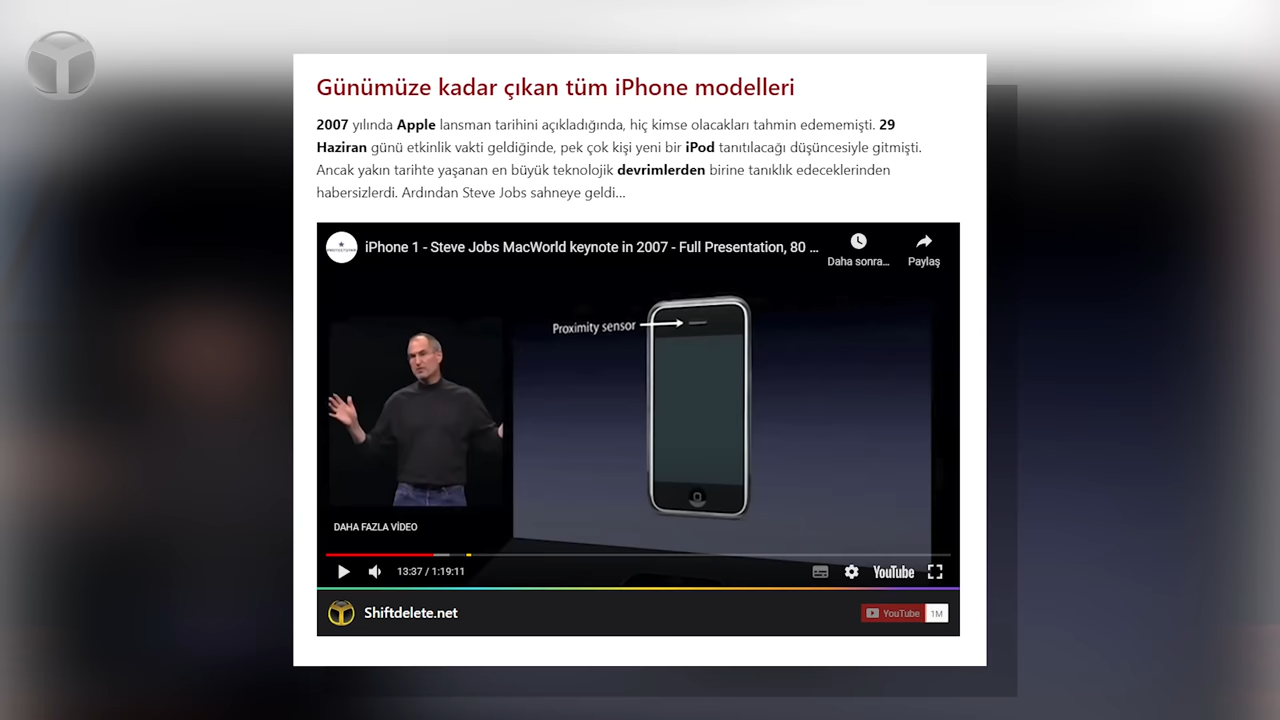 Günümüze kadar çıkan tüm iPhone modelleri
2007 yılında Apple lansman tarihini açıkladığında, hiç kimse olacakları tahmin edememişti. 29
Haziran günü etkinlik vakti geldiğinde, pek çok kişi yeni bir iPod tanıtılacağı düşüncesiyle gitmişti.
Ancak yakın tarihte yaşanan en büyük teknolojik devrimlerden birine tanıklık edeceklerinden
habersizlerdi. Ardından Steve Jobs sahneye geldi...
iPhone 1 - Steve Jobs MacWorld keynote in 2007 - Full Presentation, 80 ...
Daha sonra...
Paylaş
Proximity sensor
DAHA FAZLA VİDEO
13:37 / 1:19:11
YouTube
Shiftdelete.net
YouTube 1M